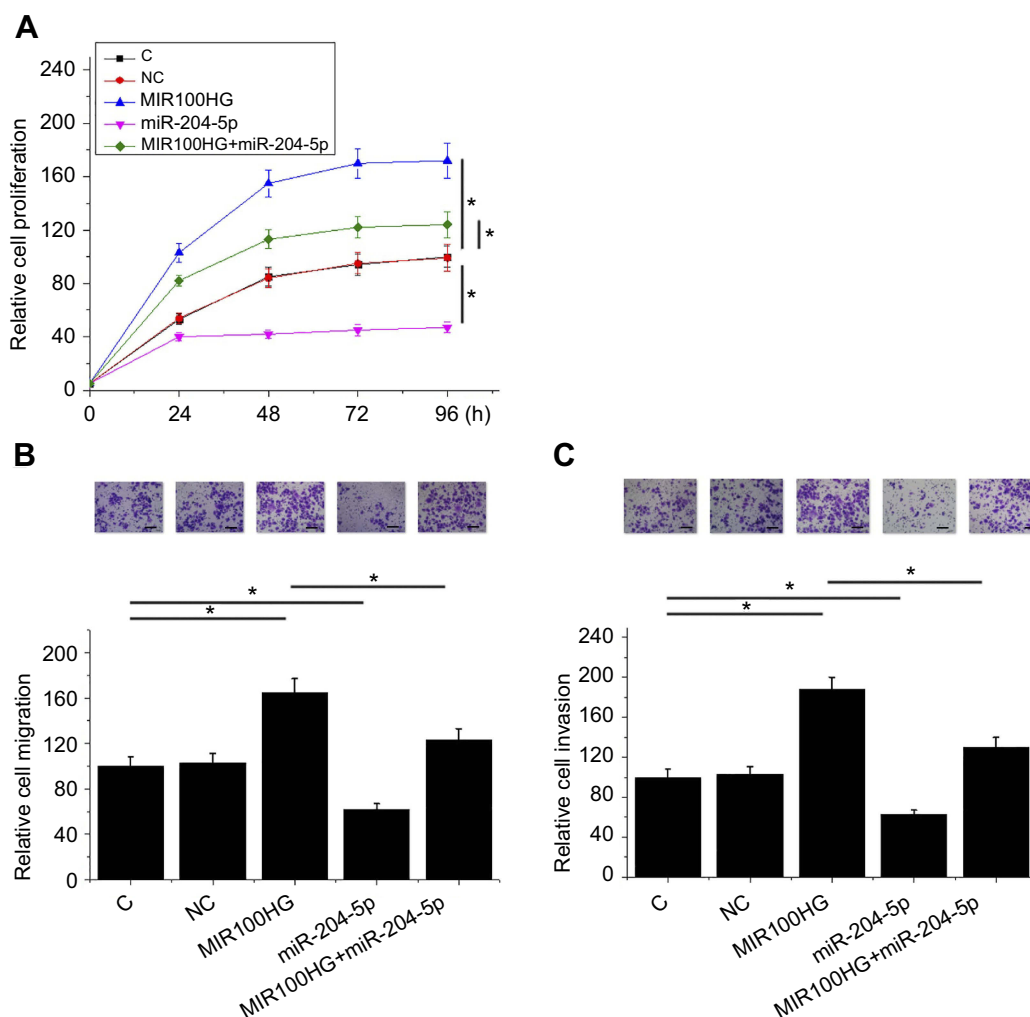 A
C
NC
MIR100HG
miR-204-5p
MIR100HG+miR-204-5p
Relative cell proliferation
240
200
160
120
80
40
0
*
*
*
0 24 48 72 96 (h)
B
*
*
*
Relative cell migration
200
160
120
80
40
0
C
NC
MIR100HG
miR-204-5p
MIR100HG+miR-204-5p
C
*
*
*
Relative cell invasion
240
200
160
120
80
40
0
C
NC
MIR100HG
miR-204-5p
MIR100HG+miR-204-5p